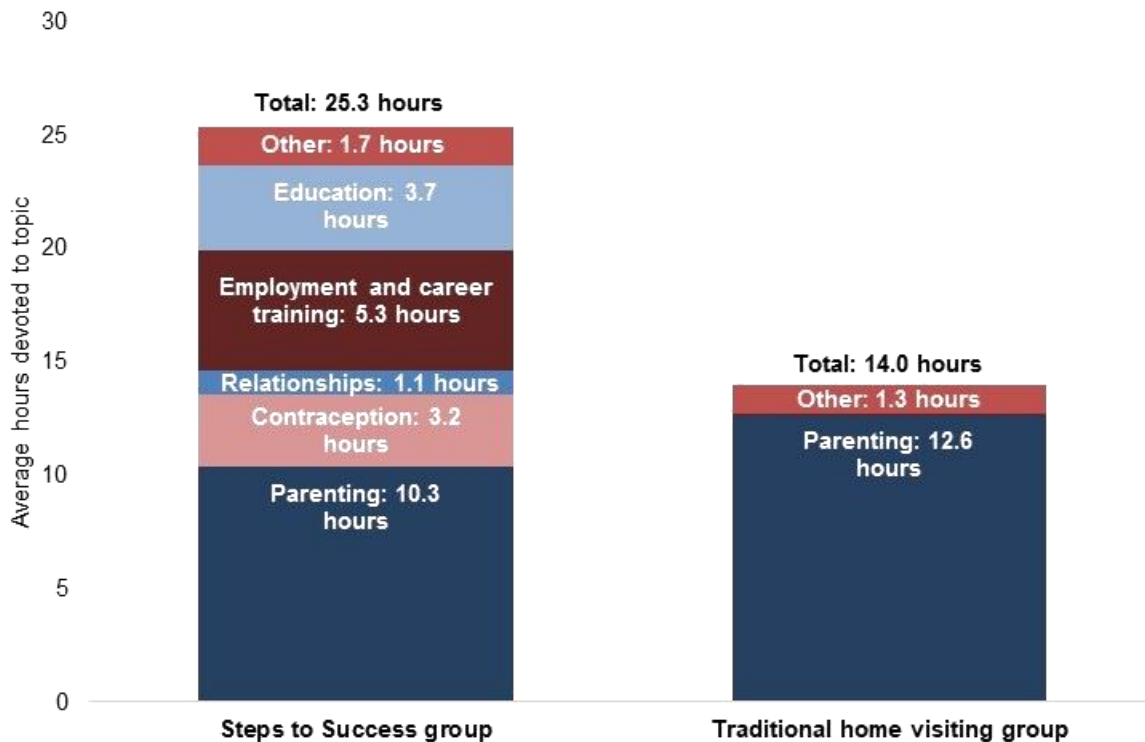 Average hours devoted to topic
30
25
20
15
10
5
0
Total: 25.3 hours
Other: 1.7 hours
Education: 3.7
hours
Employment and career
training: 5.3 hours
Relationships: 1.1 hours
Contraception: 3.2
hours
Parenting: 10.3
hours
Steps to Success group
Total: 14.0 hours
Other: 1.3 hours
Parenting: 12.6
hours
Traditional home visiting group